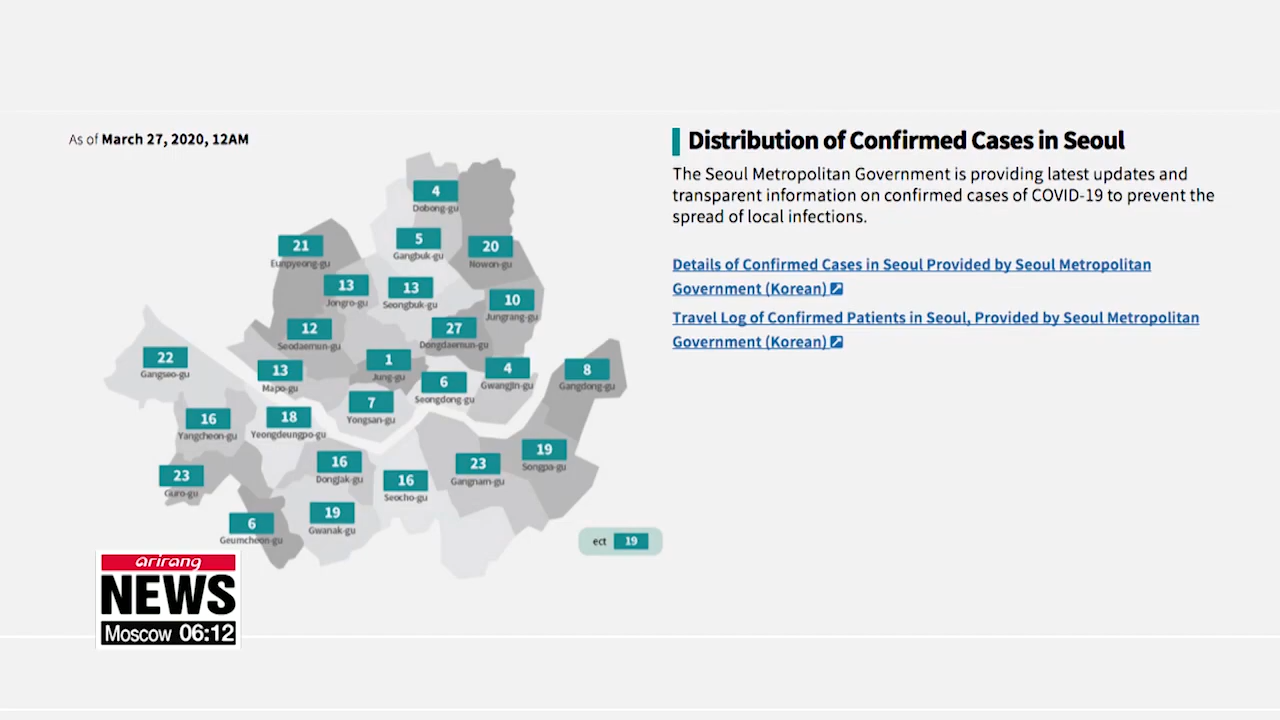 As of March 27, 2020, 12AM
Distribution of Confirmed Cases in Seoul
The Seoul Metropolitan Government is providing latest updates and
transparent information on confirmed cases of COVID-19 to prevent the
spread of local infections.
Details of Confirmed Cases in Seoul Provided by Seoul Metropolitan
Government (Korean)
Travel Log of Confirmed Patients in Seoul, Provided by Seoul Metropolitan
Government (Korean)
4
Dobong-gu
21
Eunpyeong-gu
5
Gangbuk-gu
20
Nowon-gu
13
Jongro-gu
13
Seongbuk-gu
10
Jungrang-gu
12
Seodaemun-gu
27
Dongdaemun-gu
22
Gangseo-gu
13
Mapo-gu
1
Jung-gu
6
Seongdong-gu
4
Gwangjin-gu
8
Gangdong-gu
7
Yongsan-gu
16
Yangcheon-gu
18
Yeongdeungpo-gu
23
Guro-gu
16
Dongjak-gu
16
Seocho-gu
23
Gangnam-gu
19
Songpa-gu
6
Geumcheon-gu
19
Gwanak-gu
ect 19
arirang
NEWS
Moscow 06:12